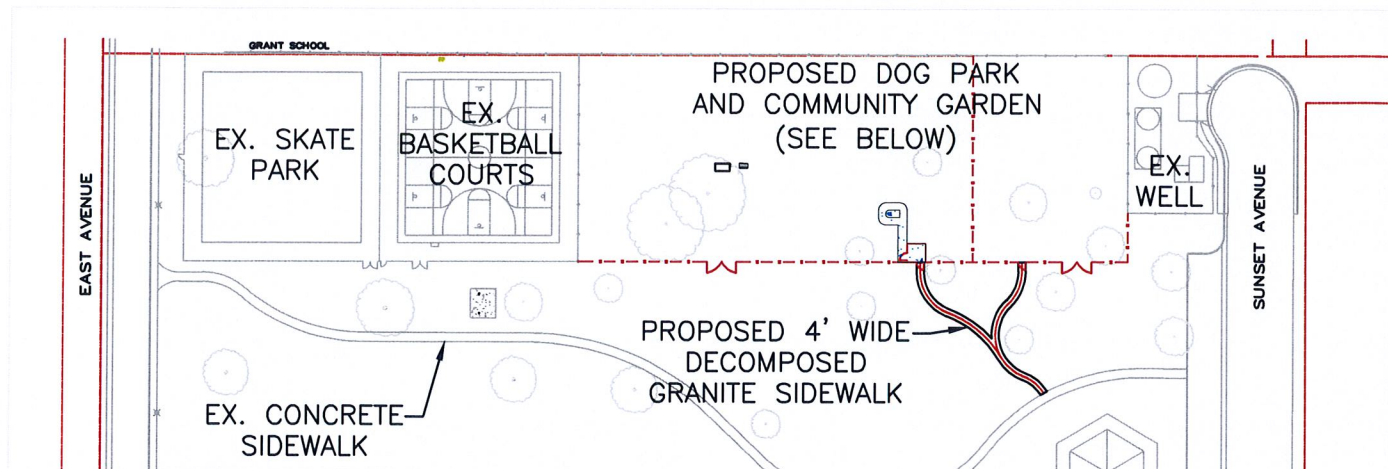 GRANT SCHOOL
EAST AVENUE
EX. SKATE
PARK
EX.
BASKETBALL
COURTS
PROPOSED DOG PARK
AND COMMUNITY GARDEN
(SEE BELOW)
EX.
WELL
SUNSET AVENUE
PROPOSED 4' WIDE
DECOMPOSED
GRANITE SIDEWALK
EX. CONCRETE
SIDEWALK